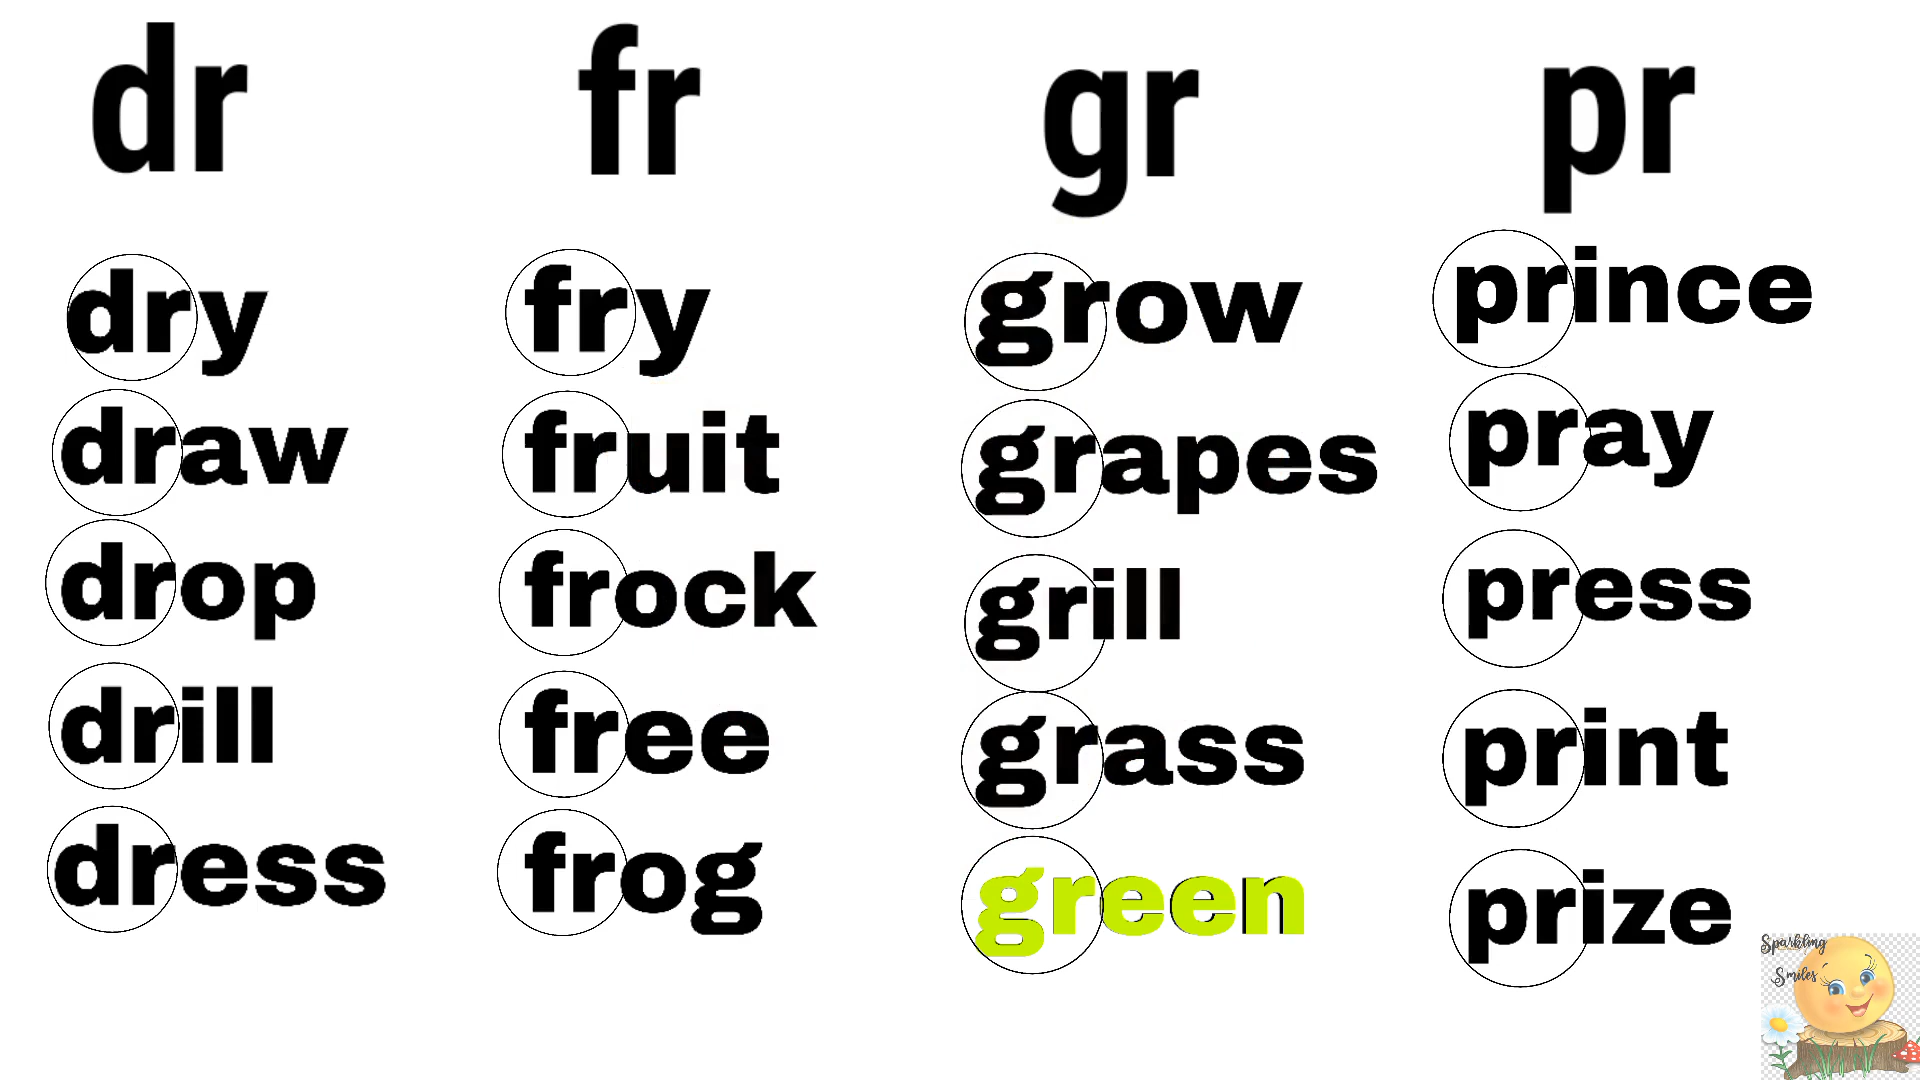 dr fr gr pr
dry fry grow prince
draw fruit grapes pray
drop frock grill press
drill free grass print
dress frog green prize
Sparkling
Smiles